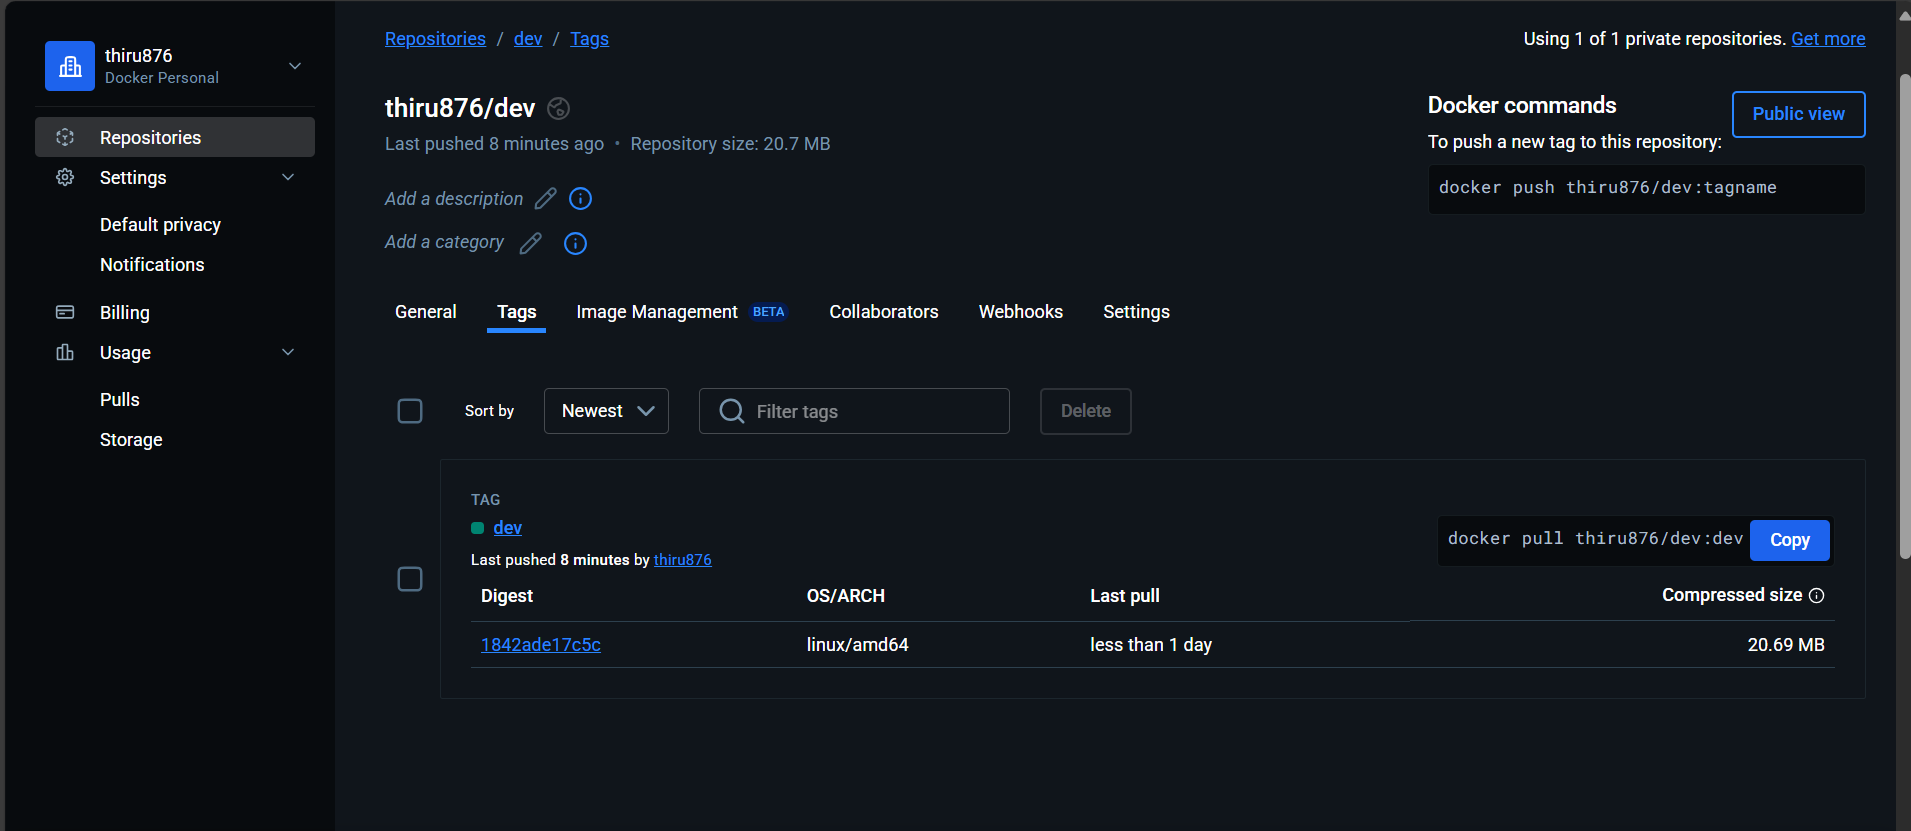 thiru876
Docker Personal
Repositories
Settings
Default privacy
Notifications
Billing
Usage
Pulls
Storage
Repositories / dev / Tags
Using 1 of 1 private repositories. Get more
thiru876/dev
Last pushed 8 minutes ago • Repository size: 20.7 MB
Add a description
Add a category
Docker commands
Public view
To push a new tag to this repository:
docker push thiru876/dev:tagname
General Tags Image Management BETA Collaborators Webhooks Settings
Sort by Newest Filter tags Delete
TAG
dev
Last pushed 8 minutes by thiru876
docker pull thiru876/dev:dev Copy
Digest OS/ARCH Last pull Compressed size
1842ade17c5c linux/amd64 less than 1 day 20.69 MB